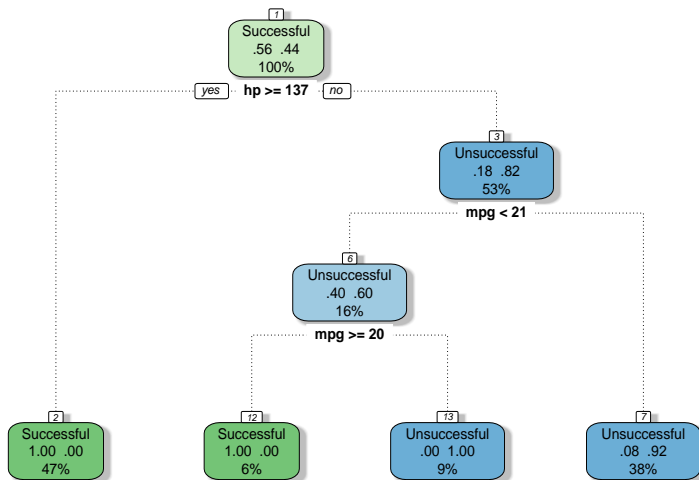 1
Successful
.56 .44
100%
yes hp >= 137 no
3
Unsuccessful
.18 .82
53%
mpg < 21
6
Unsuccessful
.40 .60
16%
mpg >= 20
2
Successful
1.00 .00
47%
12
Successful
1.00 .00
6%
13
Unsuccessful
.00 1.00
9%
7
Unsuccessful
.08 .92
38%